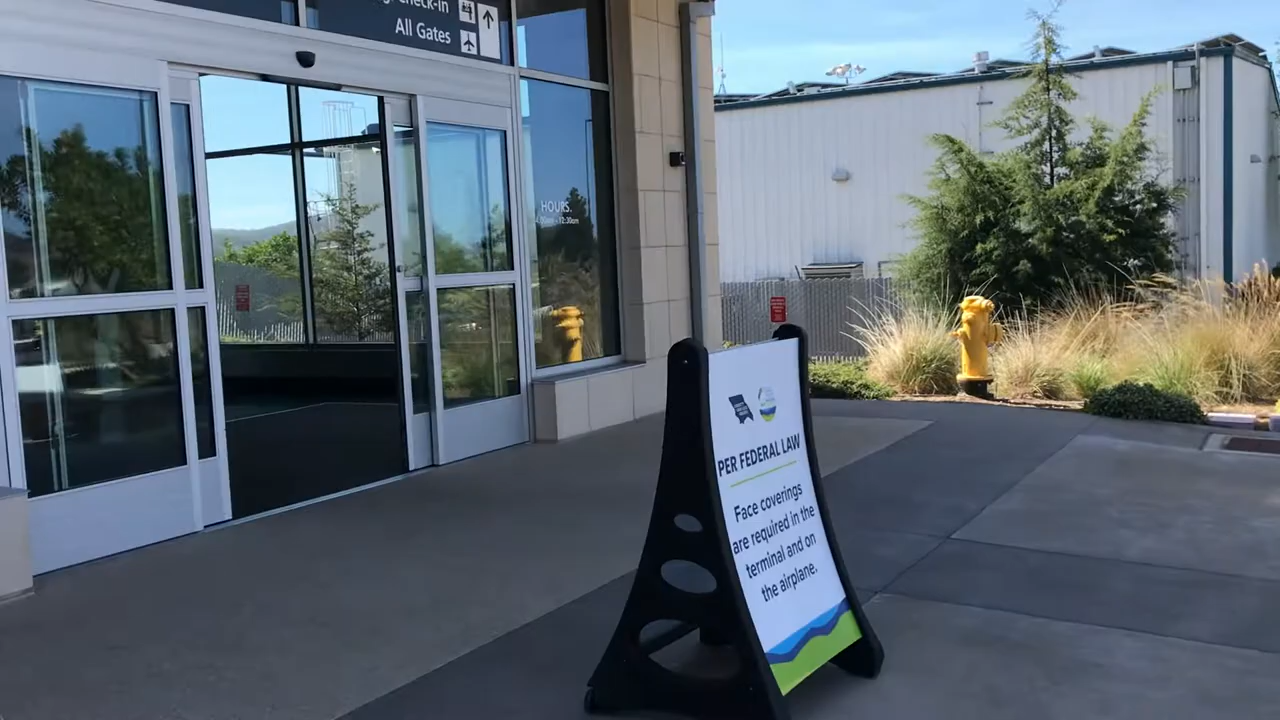 Check-in
All Gates
HOURS:
PER FEDERAL LAW
Face coverings
are required in the
terminal and on
the airplane.